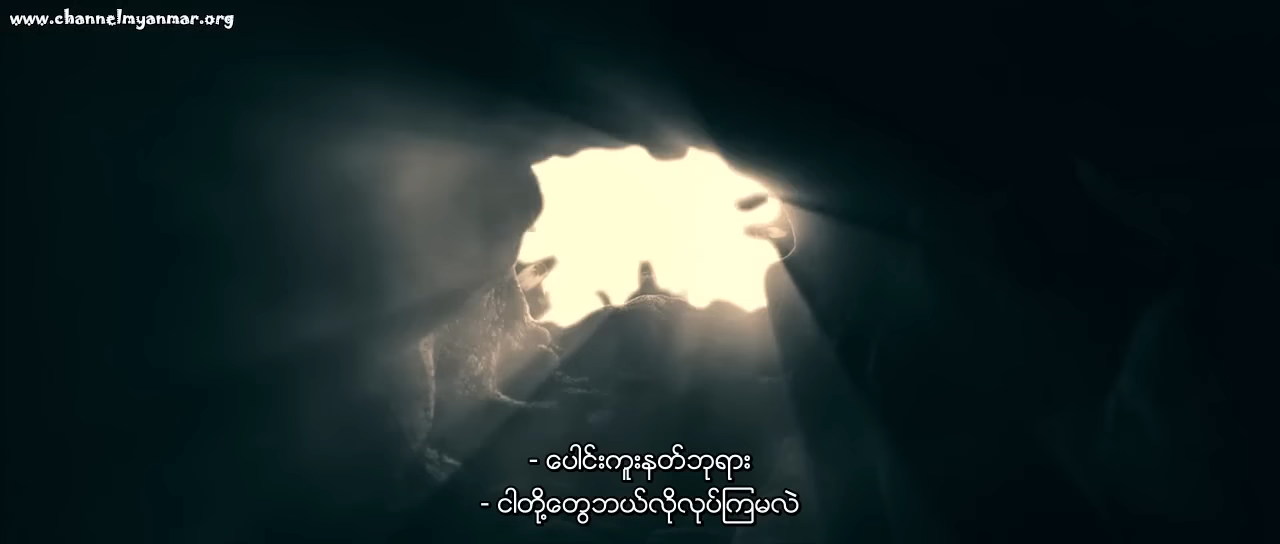 www.channelmyanmar.org
- ပေါင်းကူးနတ်ဘုရား
- ငါတို့တွေဘယ်လိုလုပ်ကြမလဲ